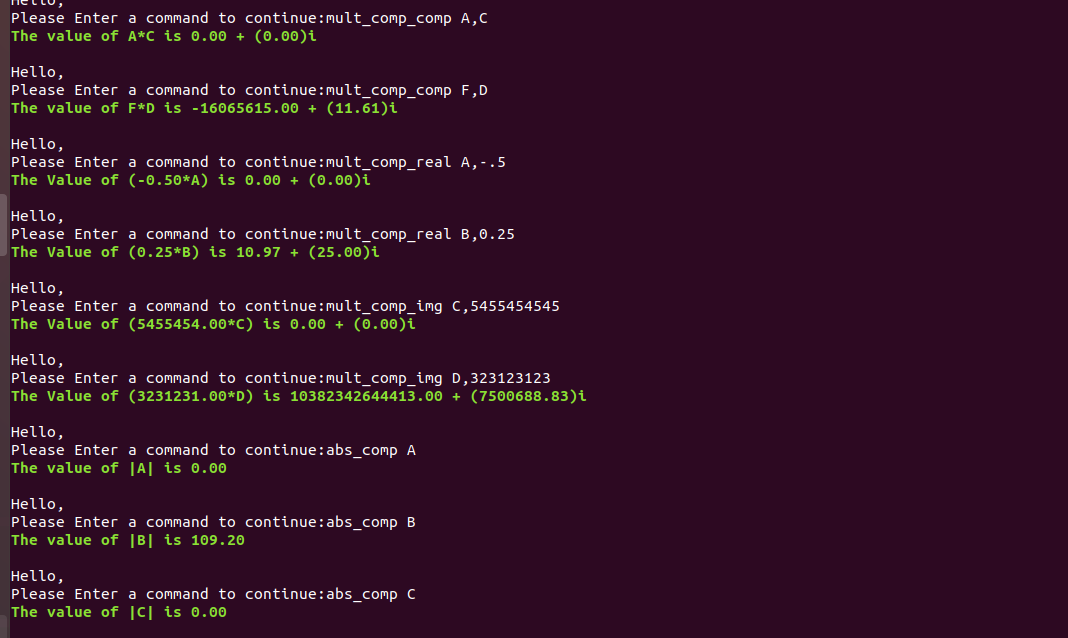 Hello,
Please Enter a command to continue:mult_comp_comp A,C
The value of A*C is 0.00 + (0.00)i
Hello,
Please Enter a command to continue:mult_comp_comp F,D
The value of F*D is -16065615.00 + (11.61)i
Hello,
Please Enter a command to continue:mult_comp_real A,-.5
The Value of (-0.50*A) is 0.00 + (0.00)i
Hello,
Please Enter a command to continue:mult_comp_real B,0.25
The Value of (0.25*B) is 10.97 + (25.00)i
Hello,
Please Enter a command to continue:mult_comp_img C,5455454545
The Value of (5455454.00*C) is 0.00 + (0.00)i
Hello,
Please Enter a command to continue:mult_comp_img D,323123123
The Value of (3231231.00*D) is 10382342644413.00 + (7500688.83)i
Hello,
Please Enter a command to continue:abs_comp A
The value of |A| is 0.00
Hello,
Please Enter a command to continue:abs_comp B
The value of |B| is 109.20
Hello,
Please Enter a command to continue:abs_comp C
The value of |C| is 0.00